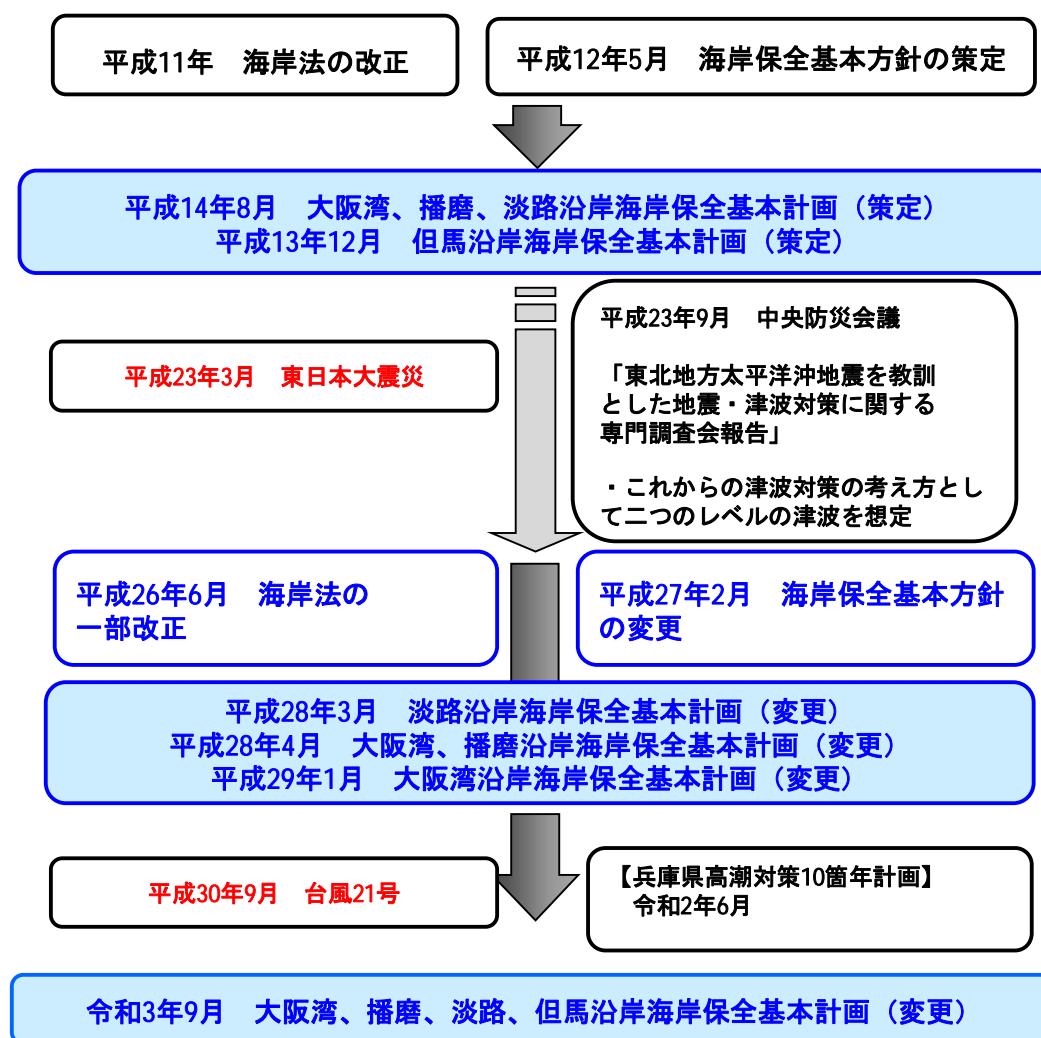 平成11年　海岸法の改正
平成12年5月　海岸保全基本方針の策定
平成14年8月　大阪湾、播磨、淡路沿岸海岸保全基本計画（策定）
平成13年12月　但馬沿岸海岸保全基本計画（策定）
平成23年3月　東日本大震災
平成23年9月　中央防災会議
「東北地方太平洋沖地震を教訓
とした地震・津波対策に関する
専門調査会報告」
・これからの津波対策の考え方とし
て二つのレベルの津波を想定
平成26年6月　海岸法の
一部改正
平成27年2月　海岸保全基本方針
の変更
平成28年3月　淡路沿岸海岸保全基本計画（変更）
平成28年4月　大阪湾、播磨沿岸海岸保全基本計画（変更）
平成29年1月　大阪湾沿岸海岸保全基本計画（変更）
平成30年9月　台風21号
【兵庫県高潮対策10箇年計画】
令和2年6月
令和3年9月　大阪湾、播磨、淡路、但馬沿岸海岸保全基本計画（変更）